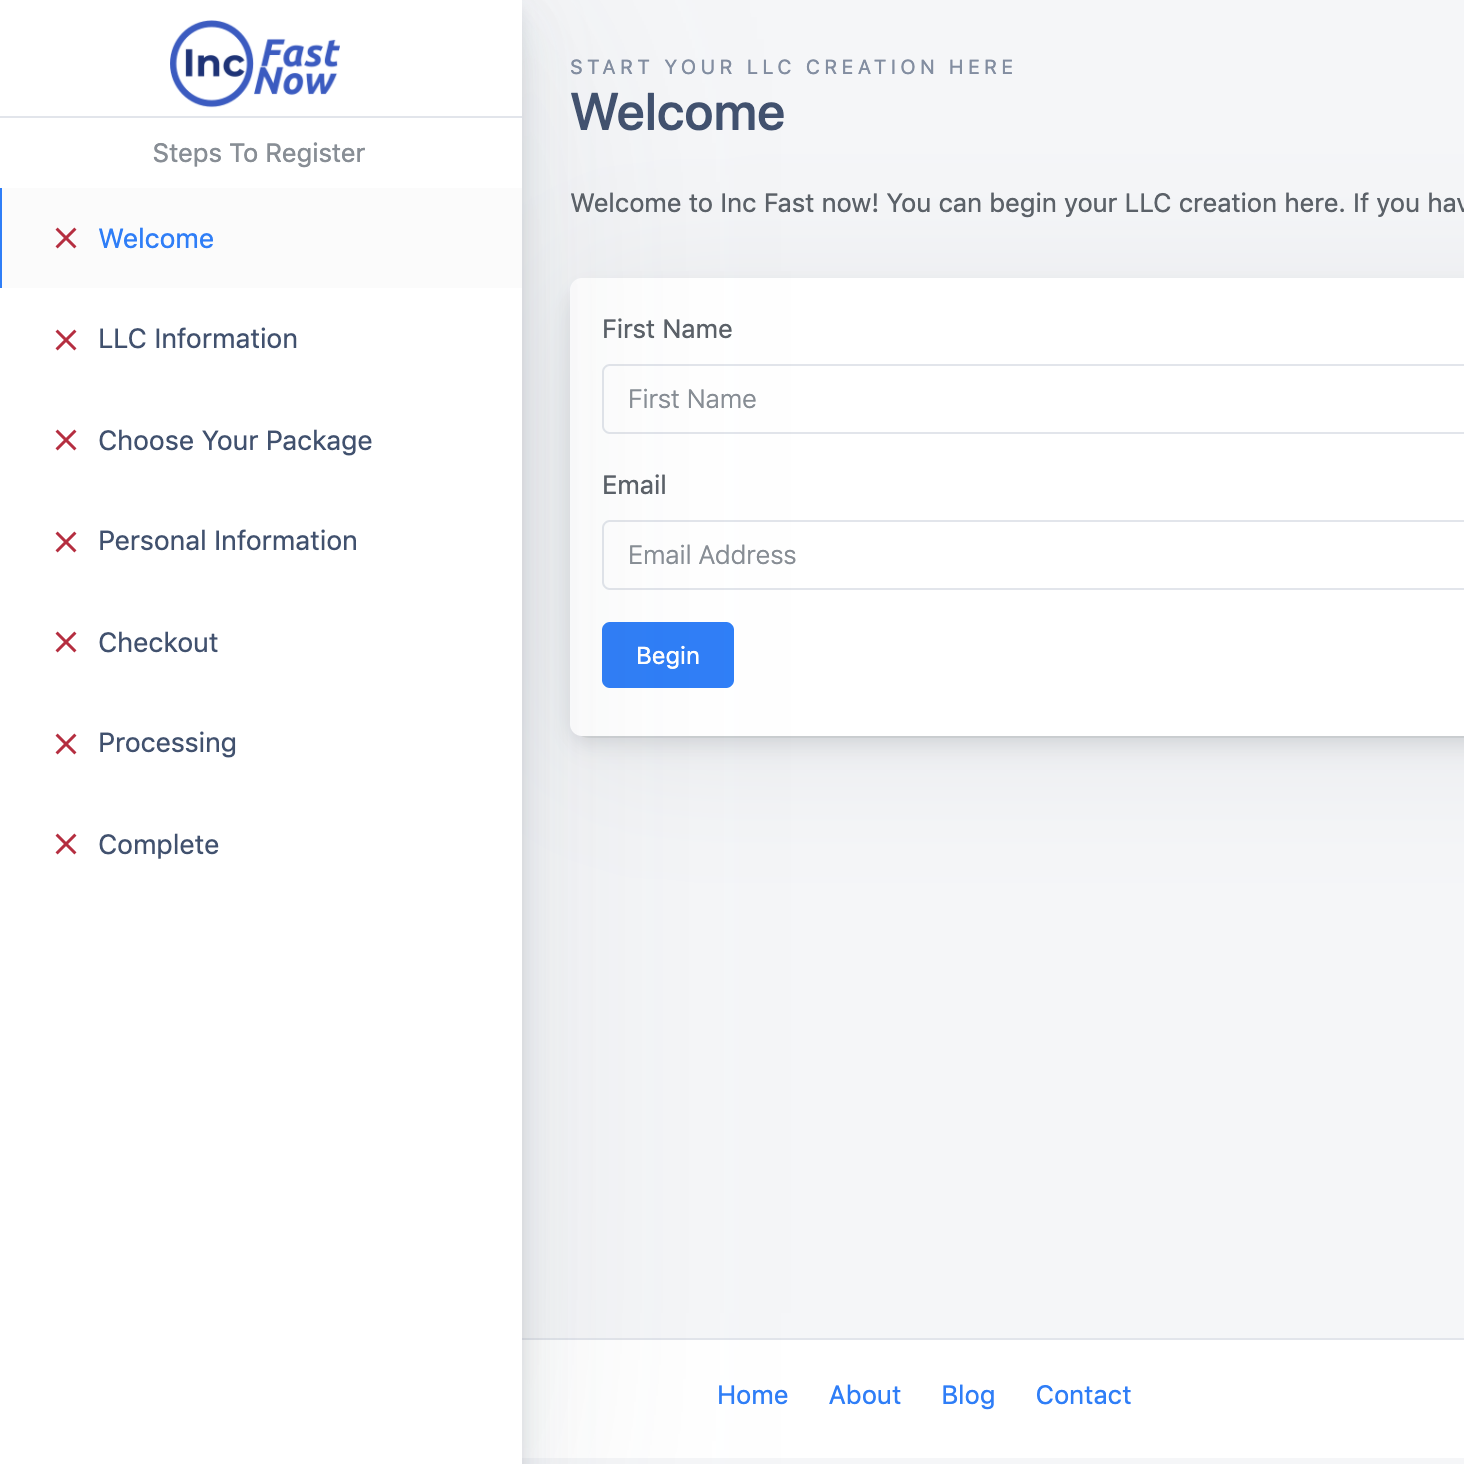 Inc Fast Now
Steps To Register
Welcome
LLC Information
Choose Your Package
Personal Information
Checkout
Processing
Complete
START YOUR LLC CREATION HERE
Welcome
Welcome to Inc Fast now! You can begin your LLC creation here. If you hav
First Name
First Name
Email
Email Address
Begin
Home About Blog Contact